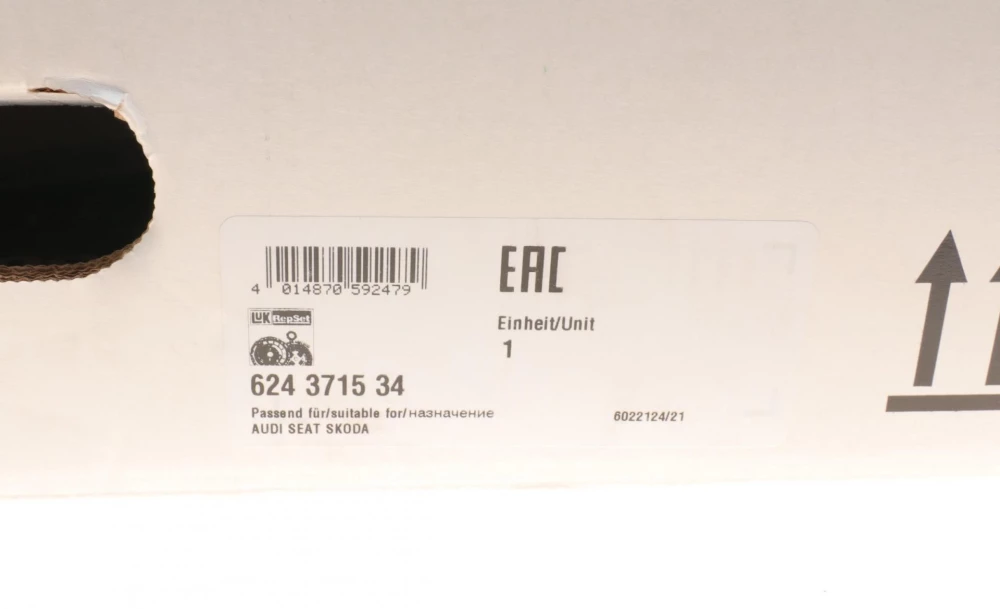 4 014870 592479
EAC
LUK RepSet
Einheit/Unit
1
624 3715 34
Passend für/suitable for/назначение
AUDI SEAT SKODA
6022124/21